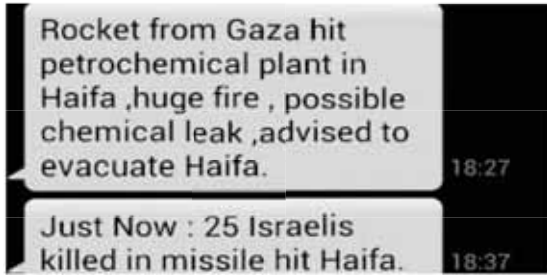 Rocket from Gaza hit
petrochemical plant in
Haifa ,huge fire , possible
chemical leak ,advised to
evacuate Haifa.
18:27
Just Now : 25 Israelis
killed in missile hit Haifa.
18:37